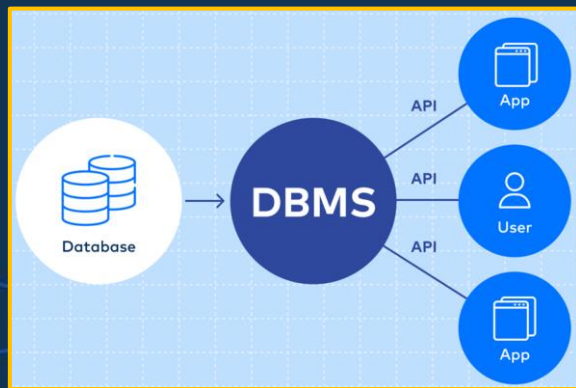 API
App
Database
DBMS
API
User
API
App